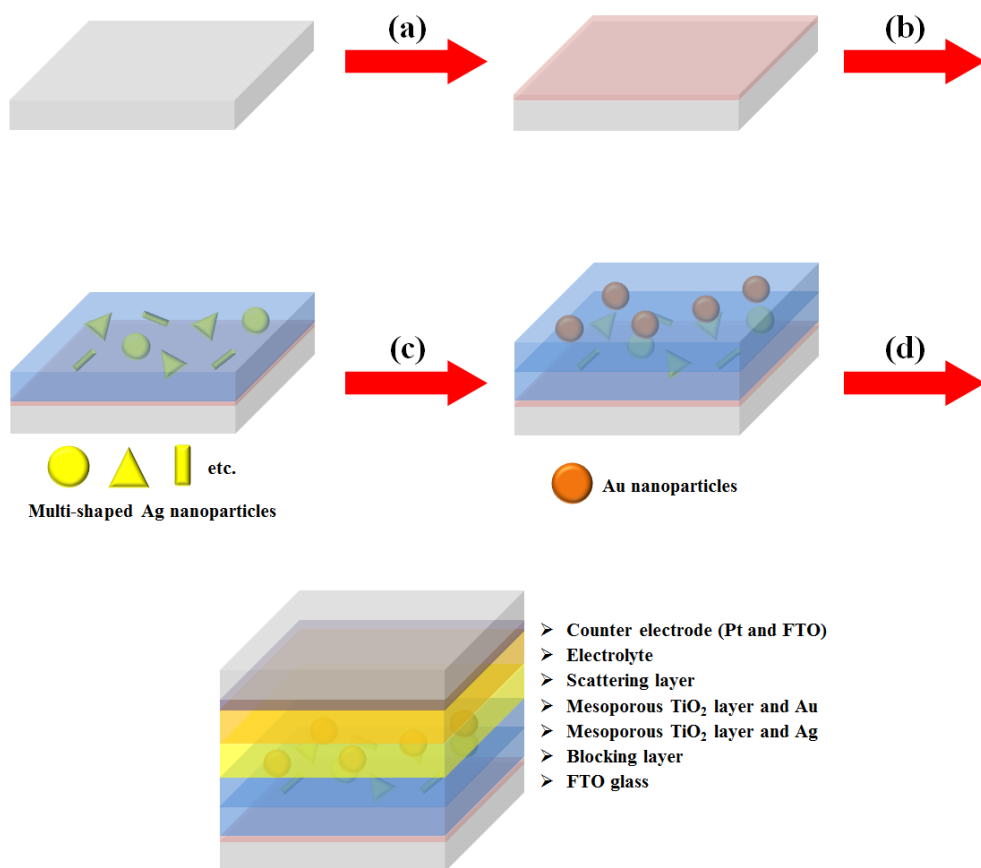 (a)
(b)
(c)
(d)
etc.
Multi-shaped Ag nanoparticles
Au nanoparticles
➢ Counter electrode (Pt and FTO)
➢ Electrolyte
➢ Scattering layer
➢ Mesoporous TiO₂ layer and Au
➢ Mesoporous TiO₂ layer and Ag
➢ Blocking layer
➢ FTO glass